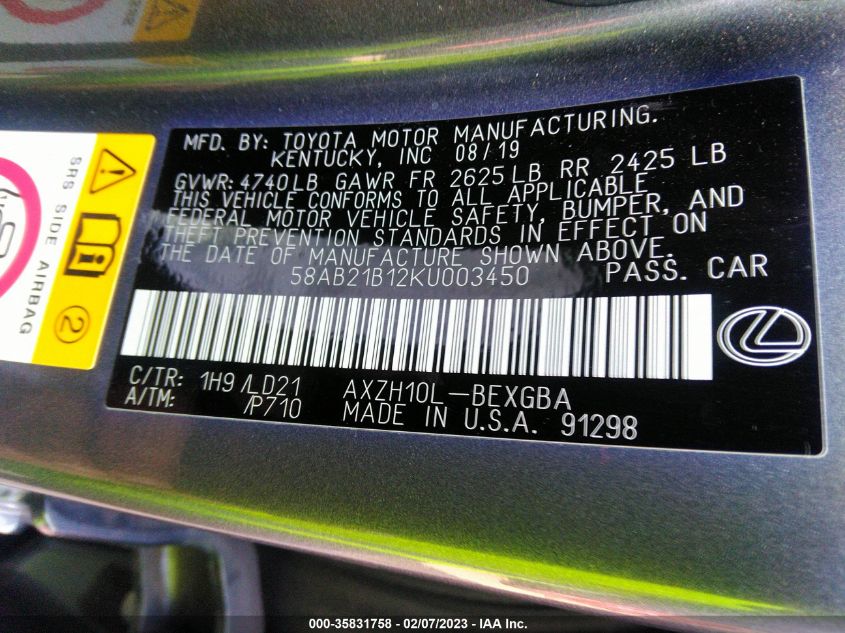 MFD. BY: TOYOTA MOTOR MANUFACTURING.
KENTUCKY, INC 08/19
GVWR: 4740LB GAWR FR 2625 LB RR 2425 LB
THIS VEHICLE CONFORMS TO ALL APPLICABLE
FEDERAL MOTOR VEHICLE SAFETY, BUMPER, AND
THEFT PREVENTION STANDARDS IN EFFECT ON
THE DATE OF MANUFACTURE SHOWN ABOVE.
58AB21B12KU003450 PASS. CAR
C/TR: 1H9 /LD21 AXZH10L-BEXGBA
A/TM: /P710 MADE IN U.S.A. 91298
SRS SIDE AIRBAG
2
000-35831758 - 02/07/2023 - IAA Inc.